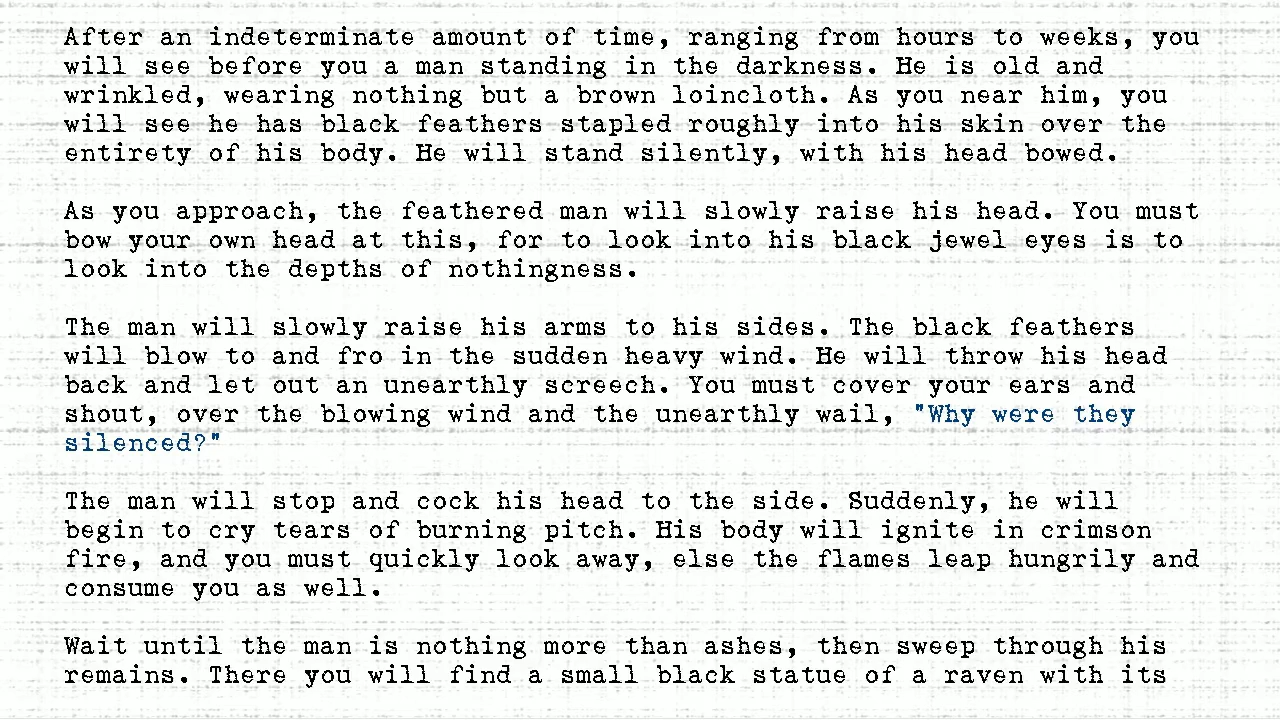 After an indeterminate amount of time, ranging from hours to weeks, you
will see before you a man standing in the darkness. He is old and
wrinkled, wearing nothing but a brown loincloth. As you near him, you
will see he has black feathers stapled roughly into his skin over the
entirety of his body. He will stand silently, with his head bowed.
As you approach, the feathered man will slowly raise his head. You must
bow your own head at this, for to look into his black jewel eyes is to
look into the depths of nothingness.
The man will slowly raise his arms to his sides. The black feathers
will blow to and fro in the sudden heavy wind. He will throw his head
back and let out an unearthly screech. You must cover your ears and
shout, over the blowing wind and the unearthly wail, "Why were they
silenced?"
The man will stop and cock his head to the side. Suddenly, he will
begin to cry tears of burning pitch. His body will ignite in crimson
fire, and you must quickly look away, else the flames leap hungrily and
consume you as well.
Wait until the man is nothing more than ashes, then sweep through his
remains. There you will find a small black statue of a raven with its